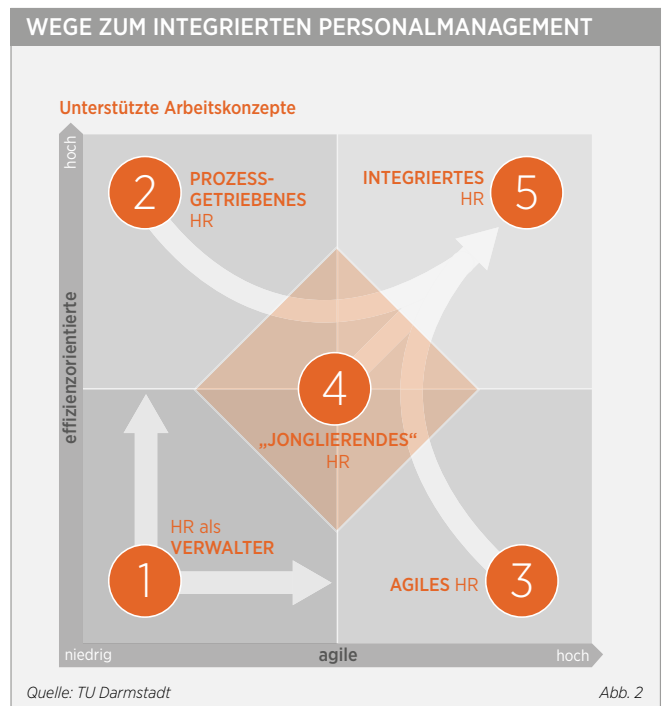 WEGE ZUM INTEGRIERTEN PERSONALMANAGEMENT
Unterstützte Arbeitskonzepte
hoch
effizienzorientierte
2
PROZESS-
GETRIEBENES
HR
INTEGRIERTES
HR
5
4
„JONGLIERENDES“
HR
HR als
VERWALTER
1
AGILES HR
3
niedrig
agile
hoch
Quelle: TU Darmstadt
Abb. 2